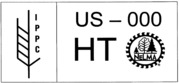 IPPC
US – 000
HT
NELMA